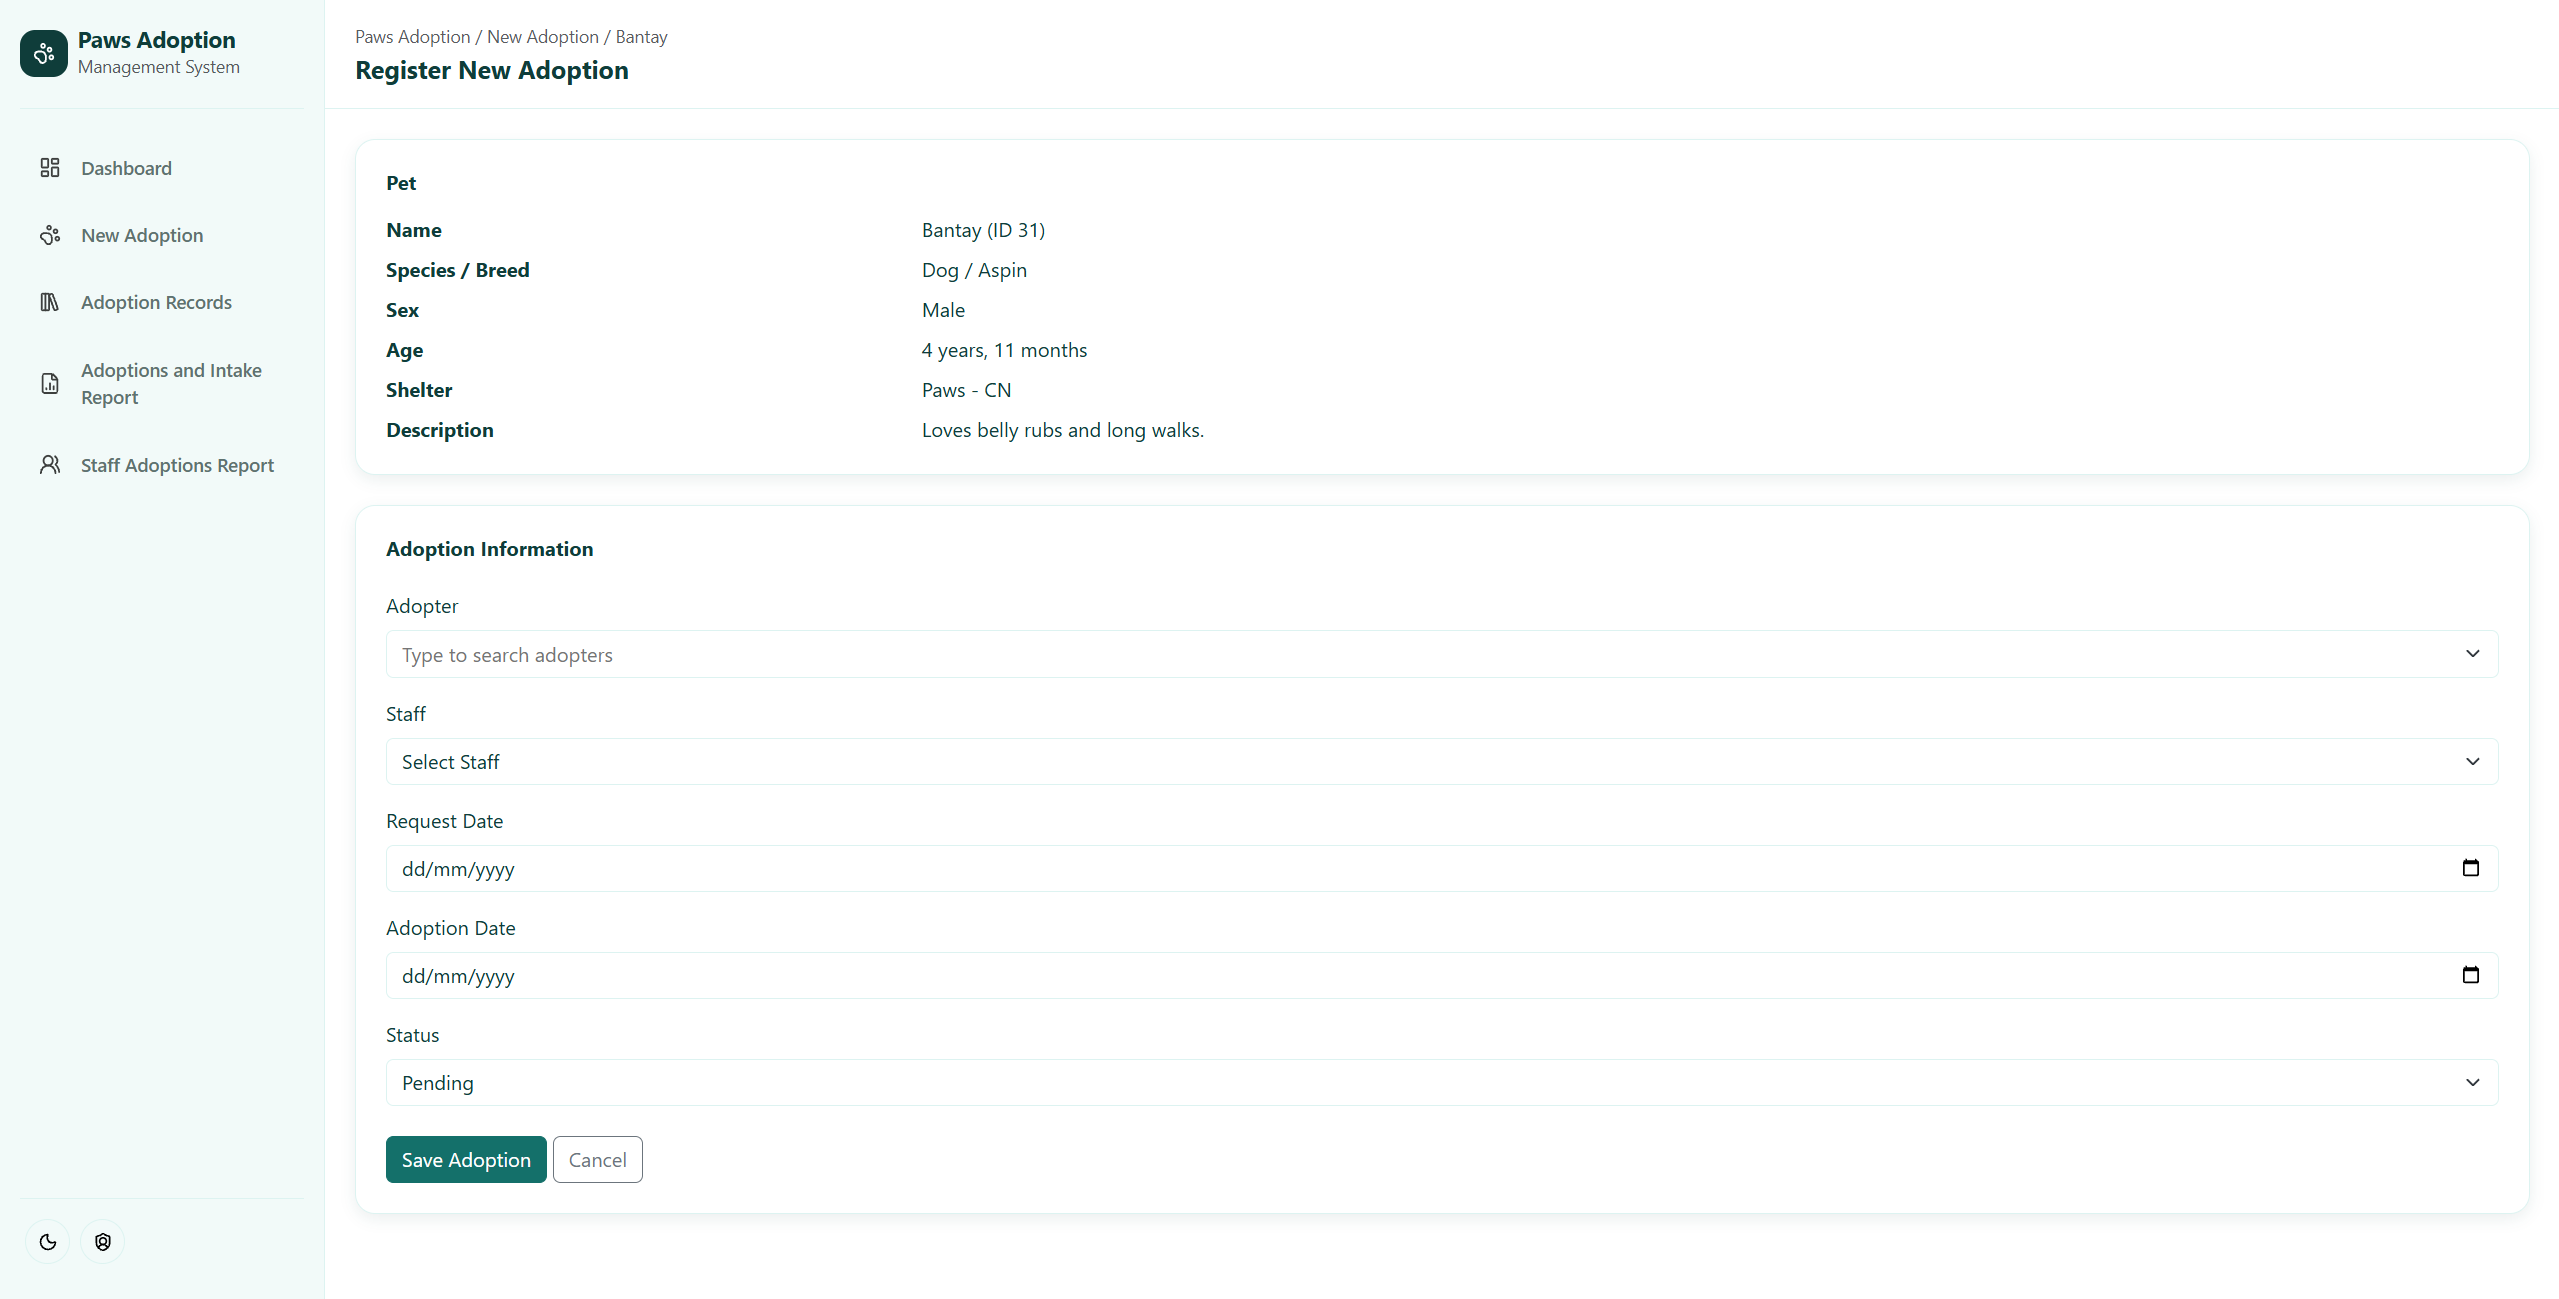 Paws Adoption
Management System
Dashboard
New Adoption
Adoption Records
Adoptions and Intake
Report
Staff Adoptions Report
Paws Adoption / New Adoption / Bantay
Register New Adoption
Pet
Name Bantay (ID 31)
Species / Breed Dog / Aspin
Sex Male
Age 4 years, 11 months
Shelter Paws - CN
Description Loves belly rubs and long walks.
Adoption Information
Adopter
Type to search adopters
Staff
Select Staff
Request Date
dd/mm/yyyy
Adoption Date
dd/mm/yyyy
Status
Pending
Save Adoption Cancel